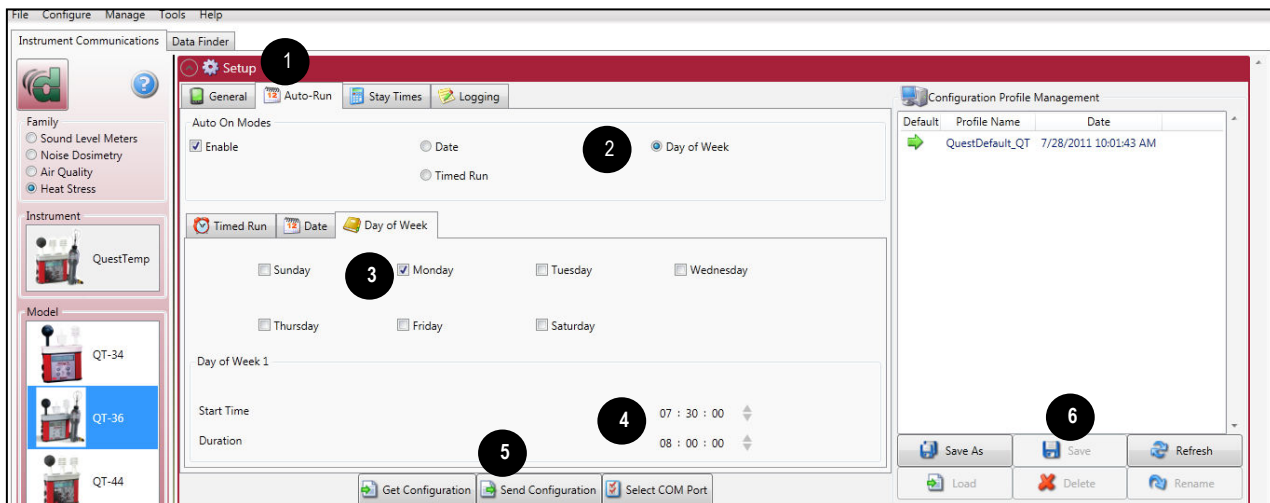 File Configure Manage Tools Help
Instrument Communications Data Finder
1
Setup
General 12 Auto-Run Stay Times Logging
Auto On Modes
Enable Date 2 Day of Week
Timed Run
Family
Sound Level Meters
Noise Dosimetry
Air Quality
Heat Stress
Instrument
QuestTemp
Model
QT-34
QT-36
QT-44
Timed Run 12 Date Day of Week
Sunday 3 Monday Tuesday Wednesday
Thursday Friday Saturday
Day of Week 1
Start Time 07 : 30 : 00
4
Duration 08 : 00 : 00
5
Get Configuration Send Configuration Select COM Port
Configuration Profile Management
Default Profile Name Date
QuestDefault_QT 7/28/2011 10:01:43 AM
6
Save As Save Refresh
Load Delete Rename